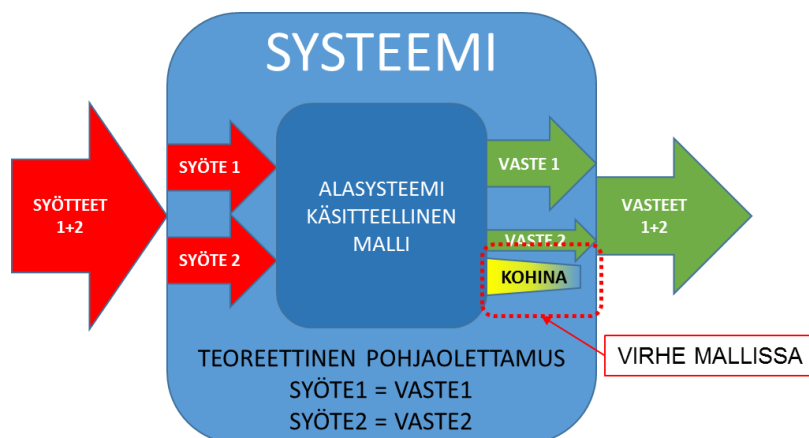 SYSTEEMI
SYÖTTEET
1+2
SYÖTE 1
SYÖTE 2
ALASYSTEEMI
KÄSITTEELLINEN
MALLI
VASTE 1
VASTE 2
KOHINA
VASTEET
1+2
VIRHE MALLISSA
TEOREETTINEN POHJAOLETTAMUS
SYÖTE1 = VASTE1
SYÖTE2 = VASTE2